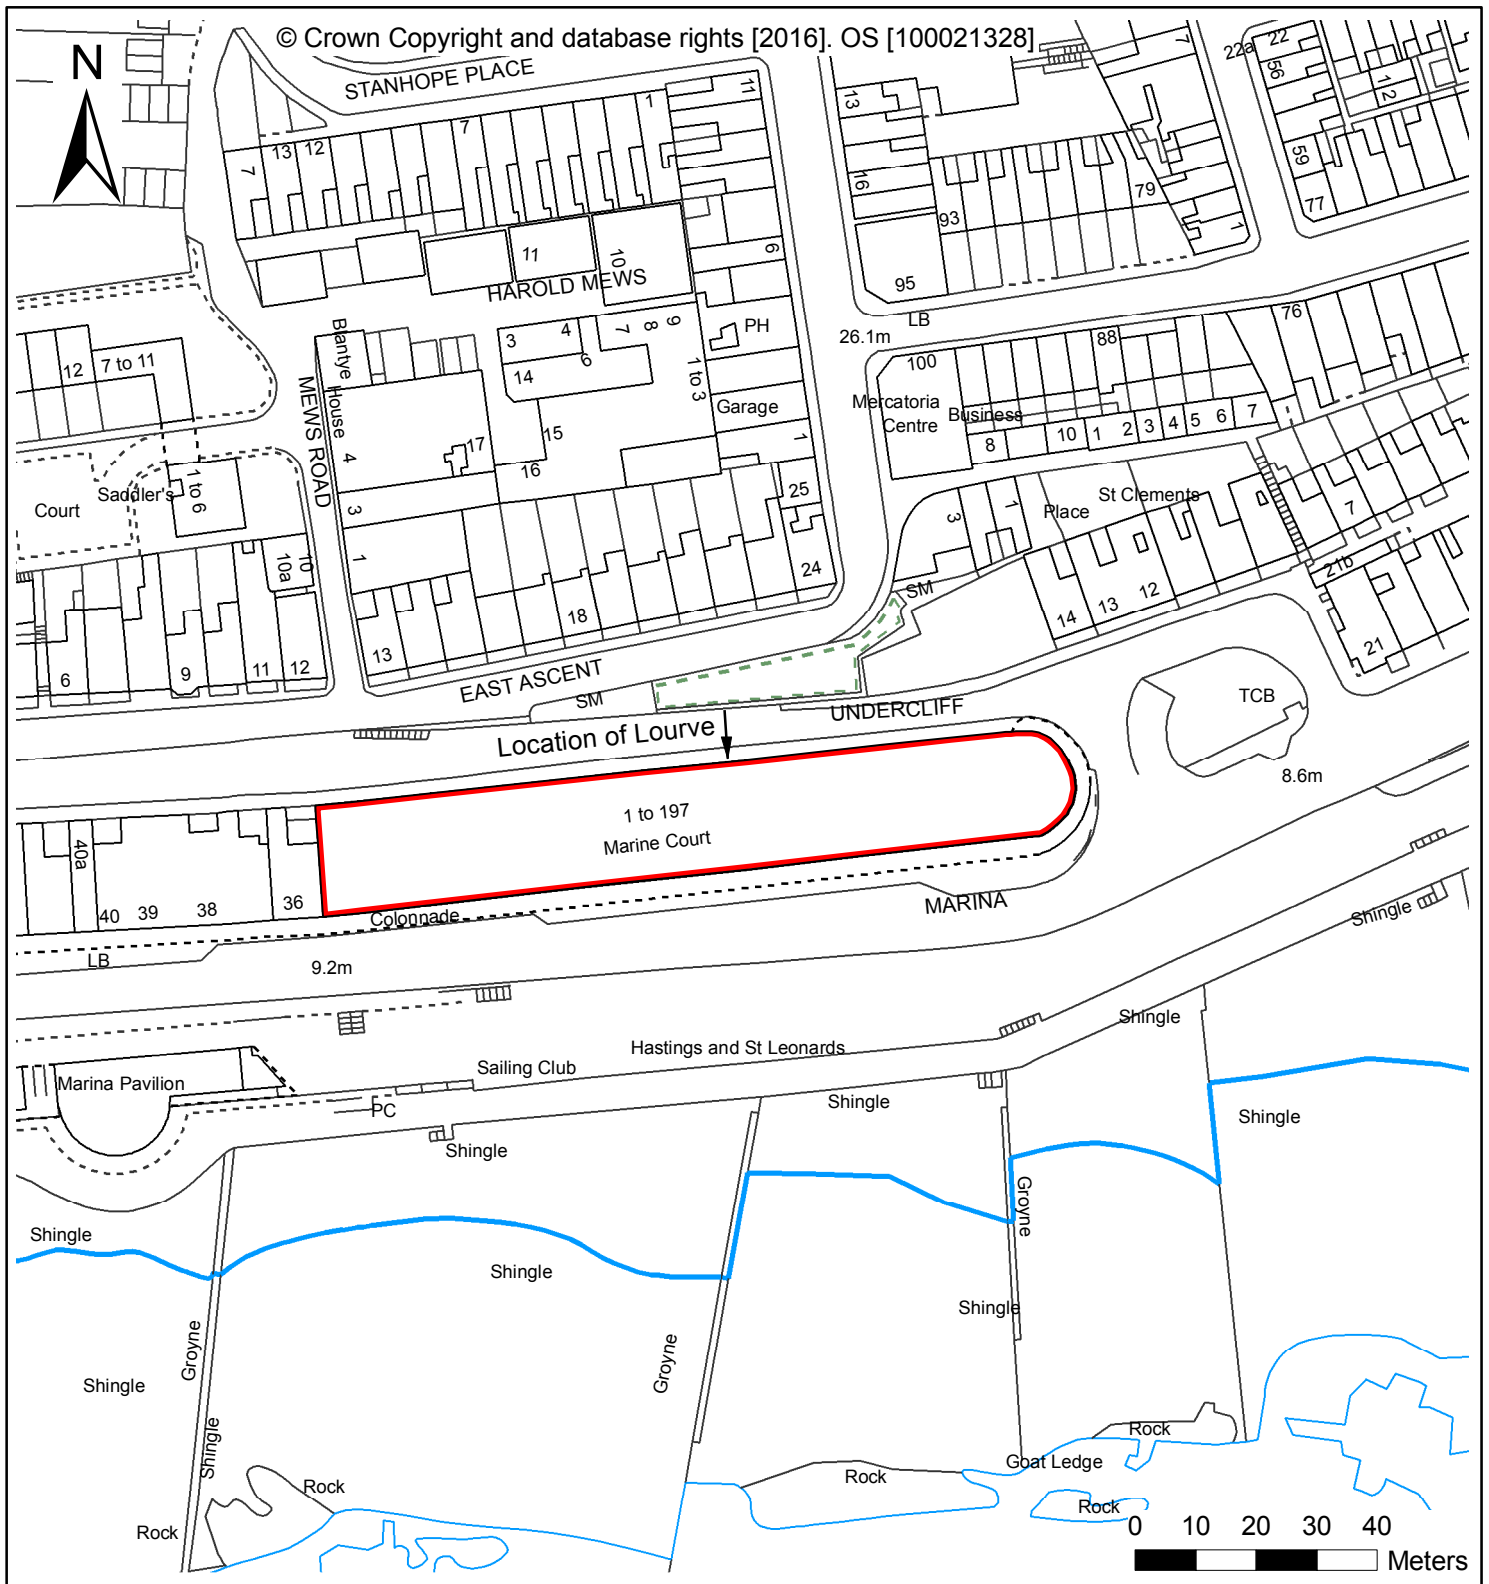 © Crown Copyright and database rights [2016]. OS [100021328]
N
STANHOPE PLACE
1
11
7
13 12
7
13
16
7
22a 22
56
12
59
77
79
93
1
95
6
11
10
HAROLD MEWS
LB
26.1m
PH
76
88
100
Blantye House
3
4
7
8
9
6
14
1 to 3
12
7 to 11
MEWS ROAD
Garage
Mercatoria
Business
Centre
8
10
1
2
3
4
5
6
7
4
17
15
16
1
1 to 6
Saddler's
Court
3
25
St Clements
Place
3
1
7
1
10
10a
24
SM
21b
18
14
13
12
21
13
6
9
11
12
EAST ASCENT
SM
UNDERCLIFF
TCB
Location of Lourve
8.6m
1 to 197
Marine Court
40a
40
39
38
36
Colonnade
MARINA
Shingle
LB
9.2m
Shingle
Hastings and St Leonards
Sailing Club
Marina Pavilion
PC
Shingle
Shingle
Shingle
Groyne
Shingle
Shingle
Shingle
Groyne
Groyne
Shingle
Shingle
Rock
Goat Ledge
Rock
Rock
Rock
Rock
0 10 20 30 40
Meters